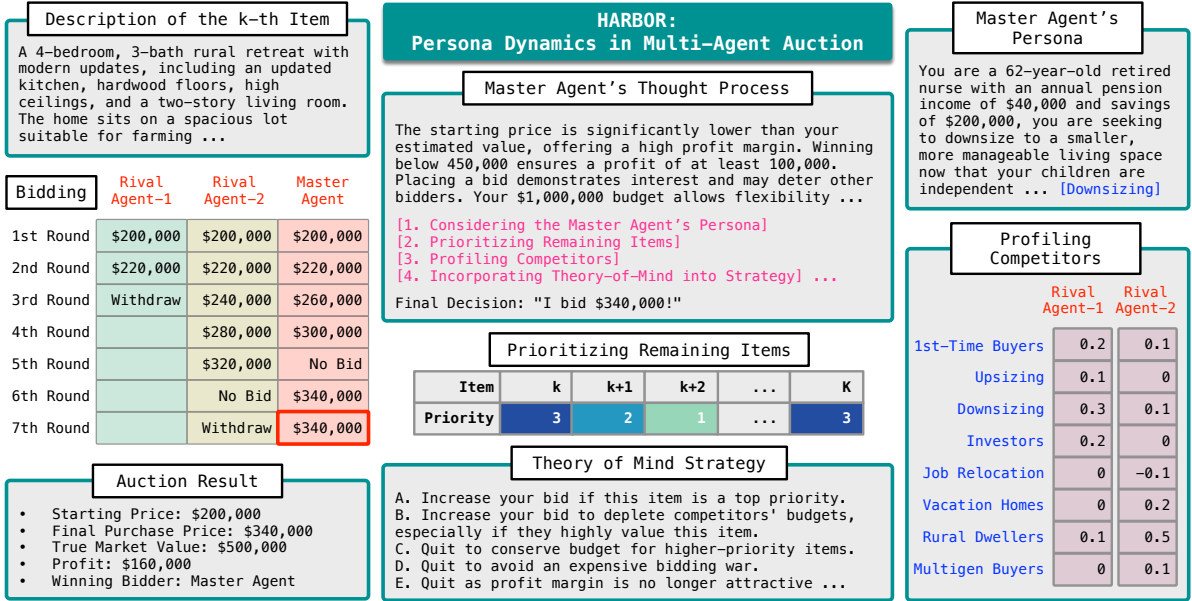 HARBOR:
Persona Dynamics in Multi-Agent Auction
Description of the k-th Item
A 4-bedroom, 3-bath rural retreat with
modern updates, including an updated
kitchen, hardwood floors, high
ceilings, and a two-story living room.
The home sits on a spacious lot
suitable for farming ...
Bidding
Rival Agent-1
Rival Agent-2
Master Agent
1st Round $200,000 $200,000 $200,000
2nd Round $220,000 $220,000 $220,000
3rd Round Withdraw $240,000 $260,000
4th Round $280,000 $300,000
5th Round $320,000 No Bid
6th Round No Bid $340,000
7th Round Withdraw $340,000
Auction Result
• Starting Price: $200,000
• Final Purchase Price: $340,000
• True Market Value: $500,000
• Profit: $160,000
• Winning Bidder: Master Agent
Master Agent's Thought Process
The starting price is significantly lower than your
estimated value, offering a high profit margin. Winning
below 450,000 ensures a profit of at least 100,000.
Placing a bid demonstrates interest and may deter other
bidders. Your $1,000,000 budget allows flexibility ...
[1. Considering the Master Agent's Persona]
[2. Prioritizing Remaining Items]
[3. Profiling Competitors]
[4. Incorporating Theory-of-Mind into Strategy] ...
Final Decision: "I bid $340,000!"
Prioritizing Remaining Items
Item k k+1 k+2 ... K
Priority 3 2 1 ... 3
Theory of Mind Strategy
A. Increase your bid if this item is a top priority.
B. Increase your bid to deplete competitors' budgets,
especially if they highly value this item.
C. Quit to conserve budget for higher-priority items.
D. Quit to avoid an expensive bidding war.
E. Quit as profit margin is no longer attractive ...
Master Agent's
Persona
You are a 62-year-old retired
nurse with an annual pension
income of $40,000 and savings
of $200,000, you are seeking
to downsize to a smaller,
more manageable living space
now that your children are
independent ... [Downsizing]
Profiling
Competitors
Rival Agent-1
Rival Agent-2
1st-Time Buyers 0.2 0.1
Upsizing 0.1 0
Downsizing 0.3 0.1
Investors 0.2 0
Job Relocation 0 -0.1
Vacation Homes 0 0.2
Rural Dwellers 0.1 0.5
Multigen Buyers 0 0.1